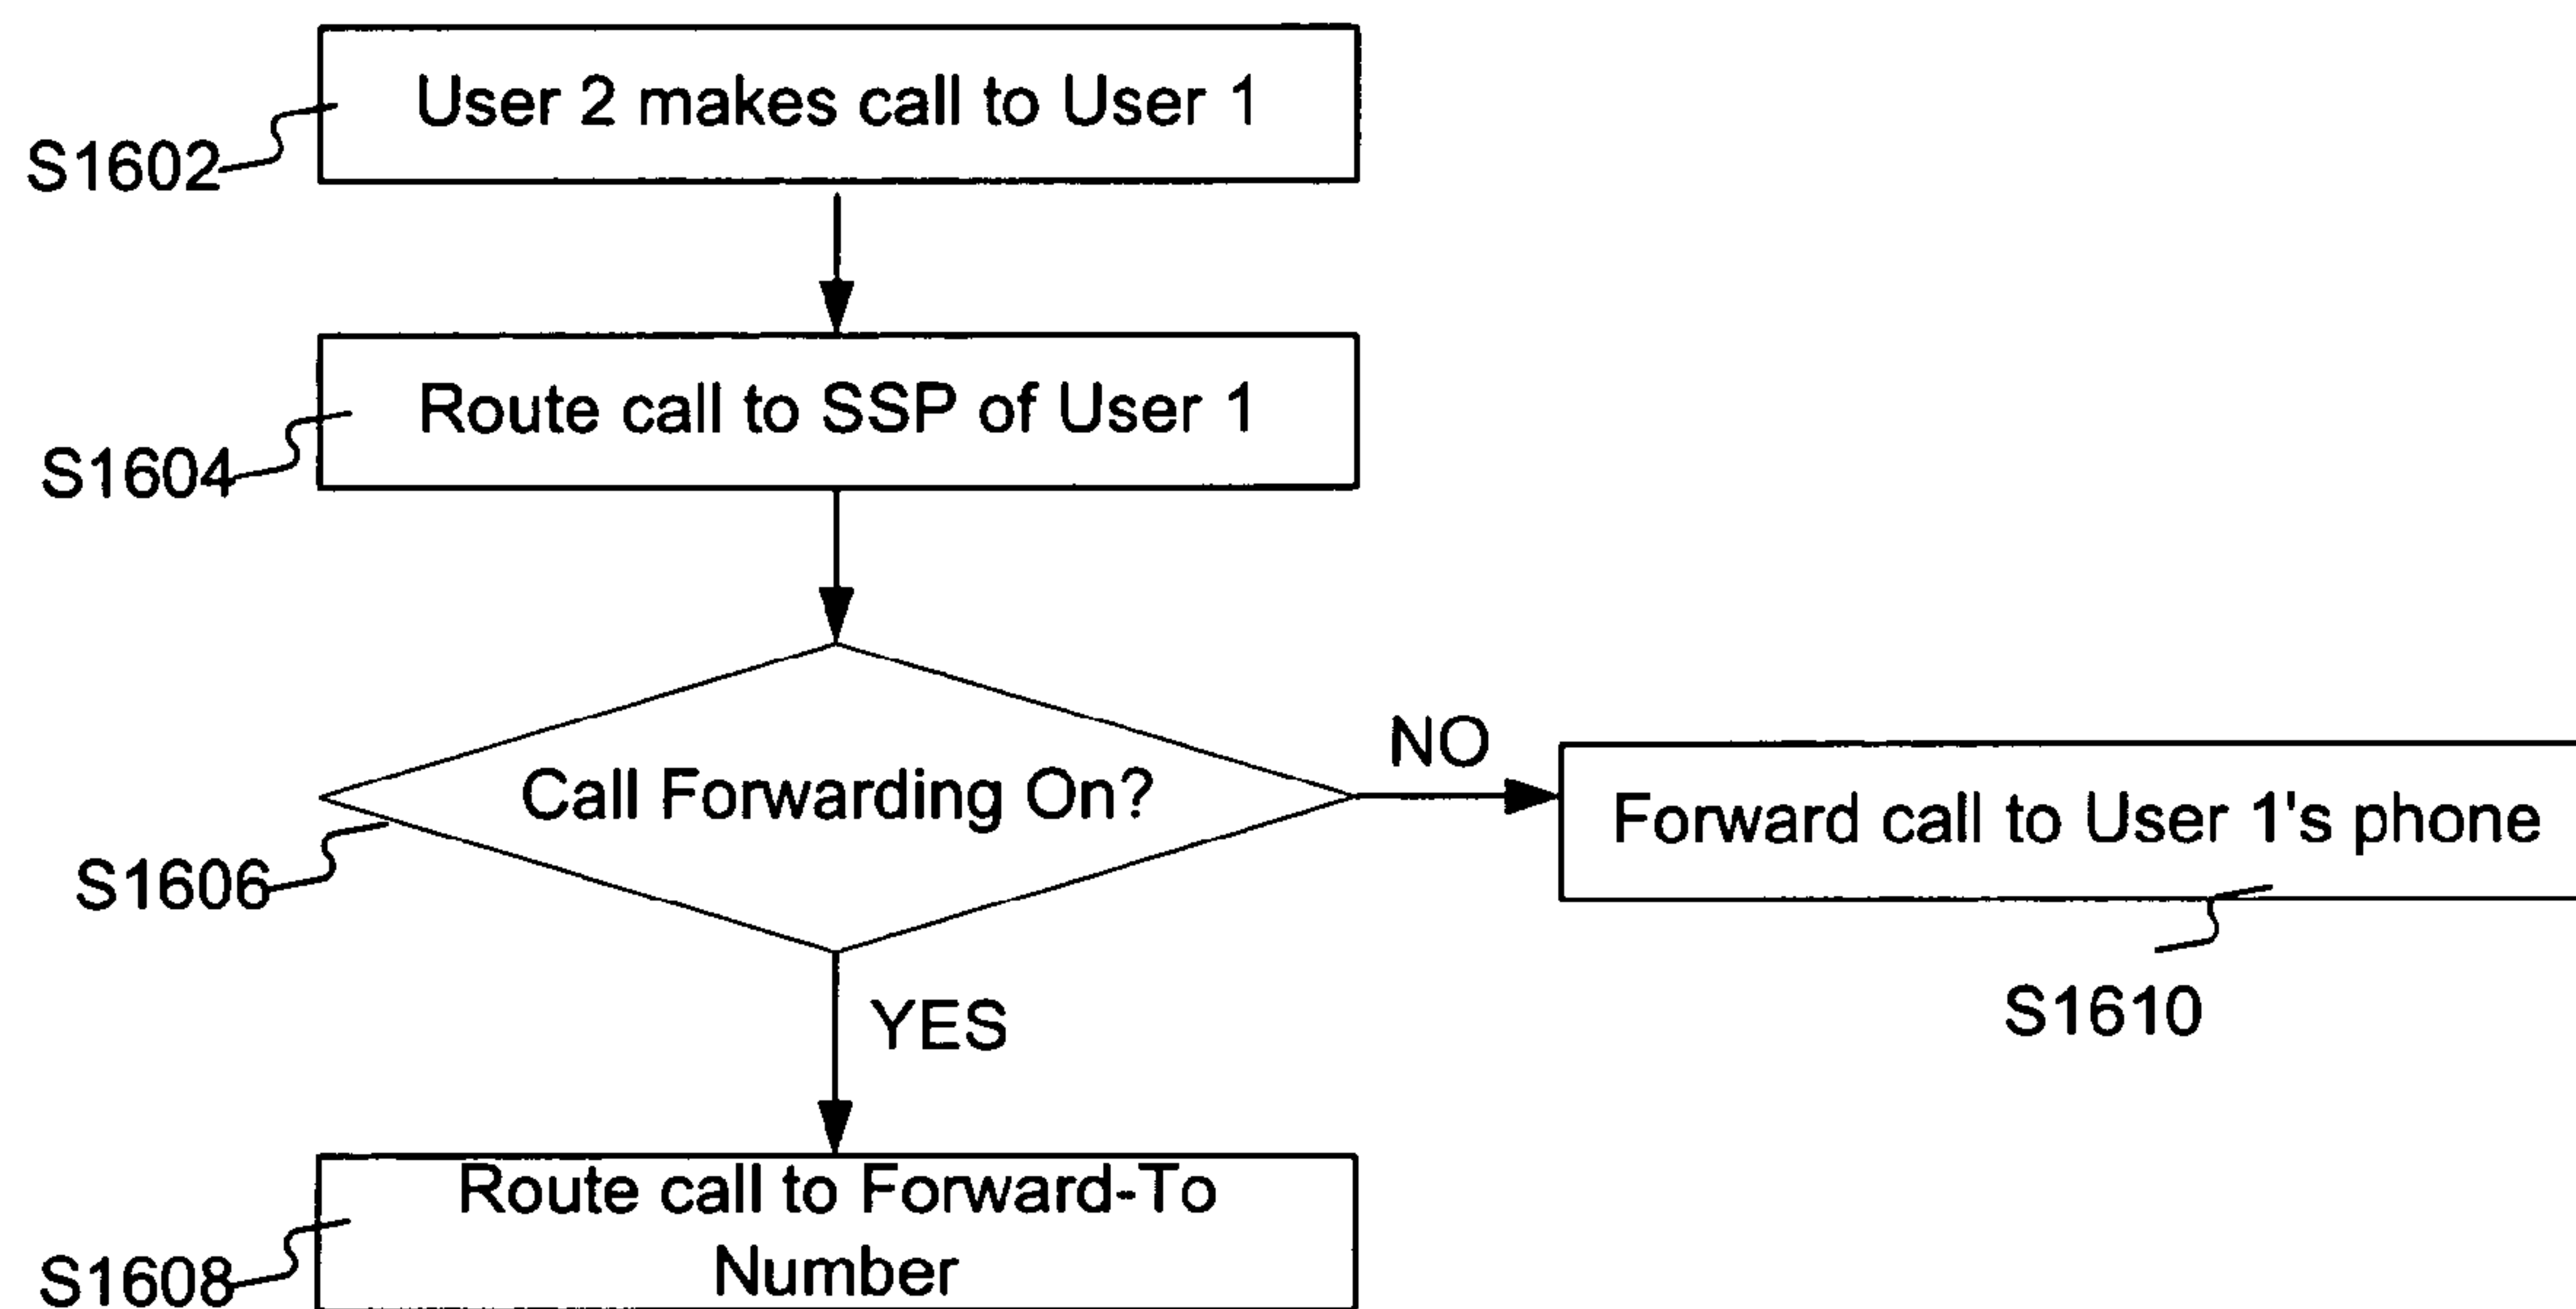 User 2 makes call to User 1
S1602
Route call to SSP of User 1
S1604
Call Forwarding On?
NO
Forward call to User 1's phone
S1606
S1610
YES
Route call to Forward-To
Number
S1608